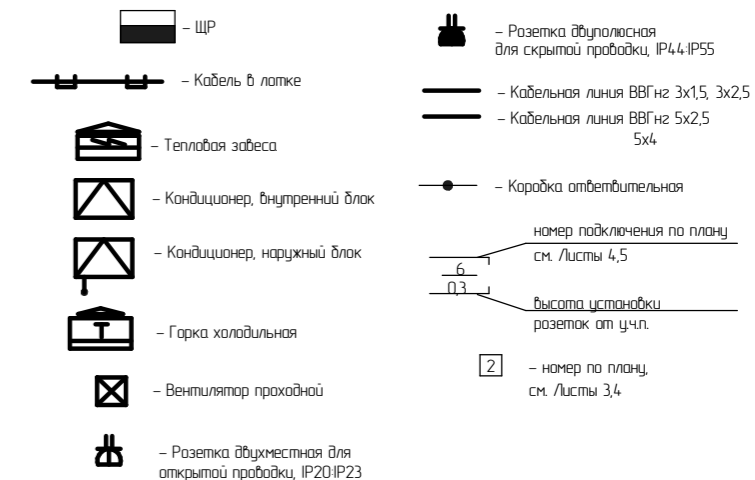 – ЩР
– Кабель в лотке
– Тепловая завеса
– Кондиционер, внутренний блок
– Кондиционер, наружный блок
– Горка холодильная
– Вентилятор проходной
– Розетка двухместная для
открытой проводки, IP20:IP23
– Розетка двуполюсная
для скрытой проводки, IP44:IP55
– Кабельная линия ВВГнг 3х1,5, 3х2,5
– Кабельная линия ВВГнг 5х2,5
5х4
– Коробка ответвительная
номер подключения по плану
см. Листы 4,5
6
0,3
высота установки
розеток от у.ч.п.
2 – номер по плану,
см. Листы 3,4